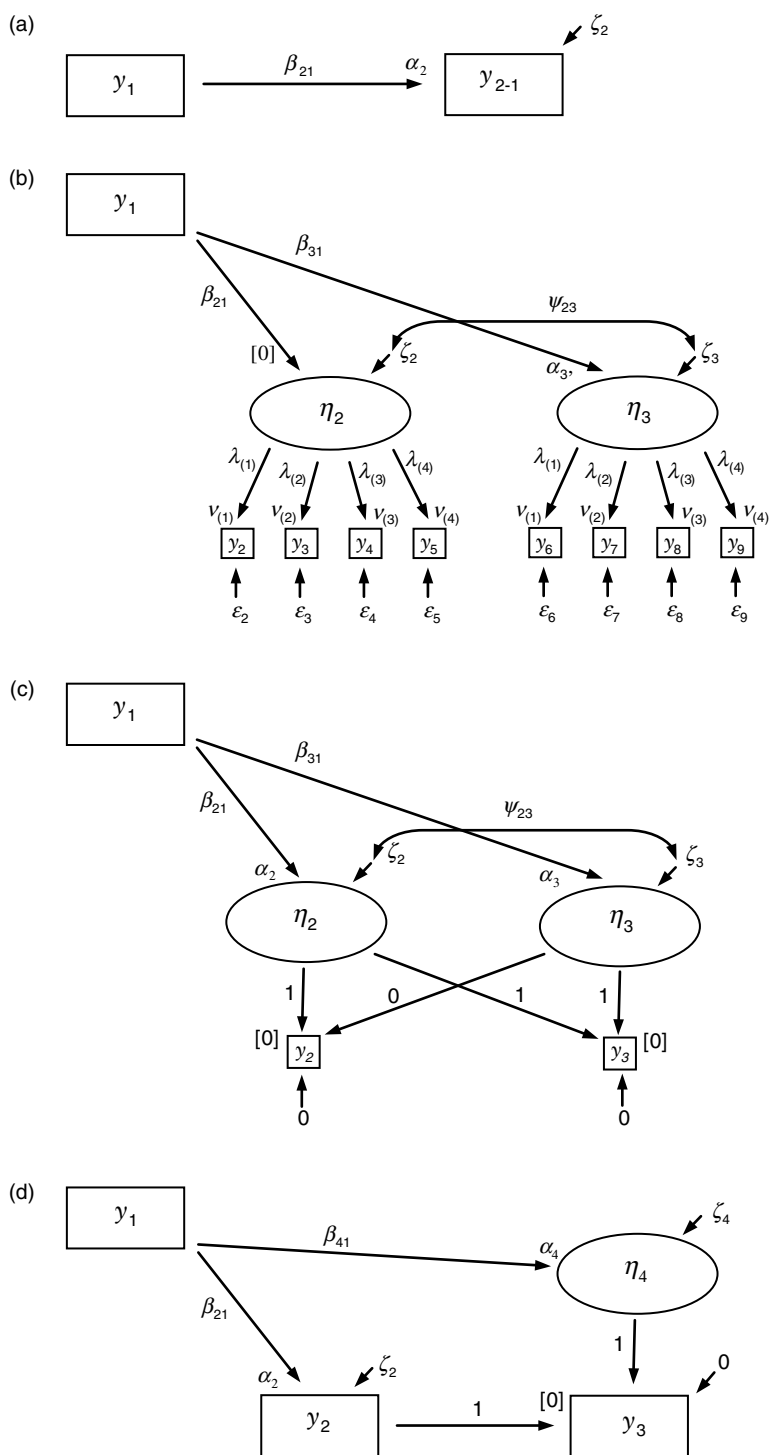 (a)
ζ₂
y₁ β₂₁ α₂ y₂₋₁
(b)
y₁
β₃₁
β₂₁ ψ₂₃
[0] ζ₂ α₃, ζ₃
η₂ η₃
λ₍₁₎ λ₍₂₎ λ₍₃₎ λ₍₄₎ λ₍₁₎ λ₍₂₎ λ₍₃₎ λ₍₄₎
ν₍₁₎ ν₍₂₎ ν₍₃₎ ν₍₄₎ ν₍₁₎ ν₍₂₎ ν₍₃₎ ν₍₄₎
y₂ y₃ y₄ y₅ y₆ y₇ y₈ y₉
ε₂ ε₃ ε₄ ε₅ ε₆ ε₇ ε₈ ε₉
(c)
y₁
β₃₁
β₂₁ ψ₂₃
α₂ ζ₂ α₃ ζ₃
η₂ η₃
1 0 1 1
[0] y₂ y₃ [0]
0 0
(d)
y₁ ζ₄
β₄₁ α₄ η₄
β₂₁
1
α₂ ζ₂ [0] 0
y₂ 1 y₃